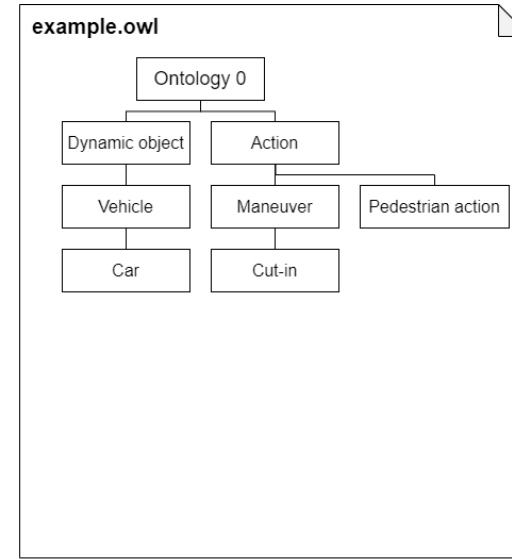 example.owl
Ontology 0
Dynamic object
Action
Vehicle
Maneuver
Pedestrian action
Car
Cut-in